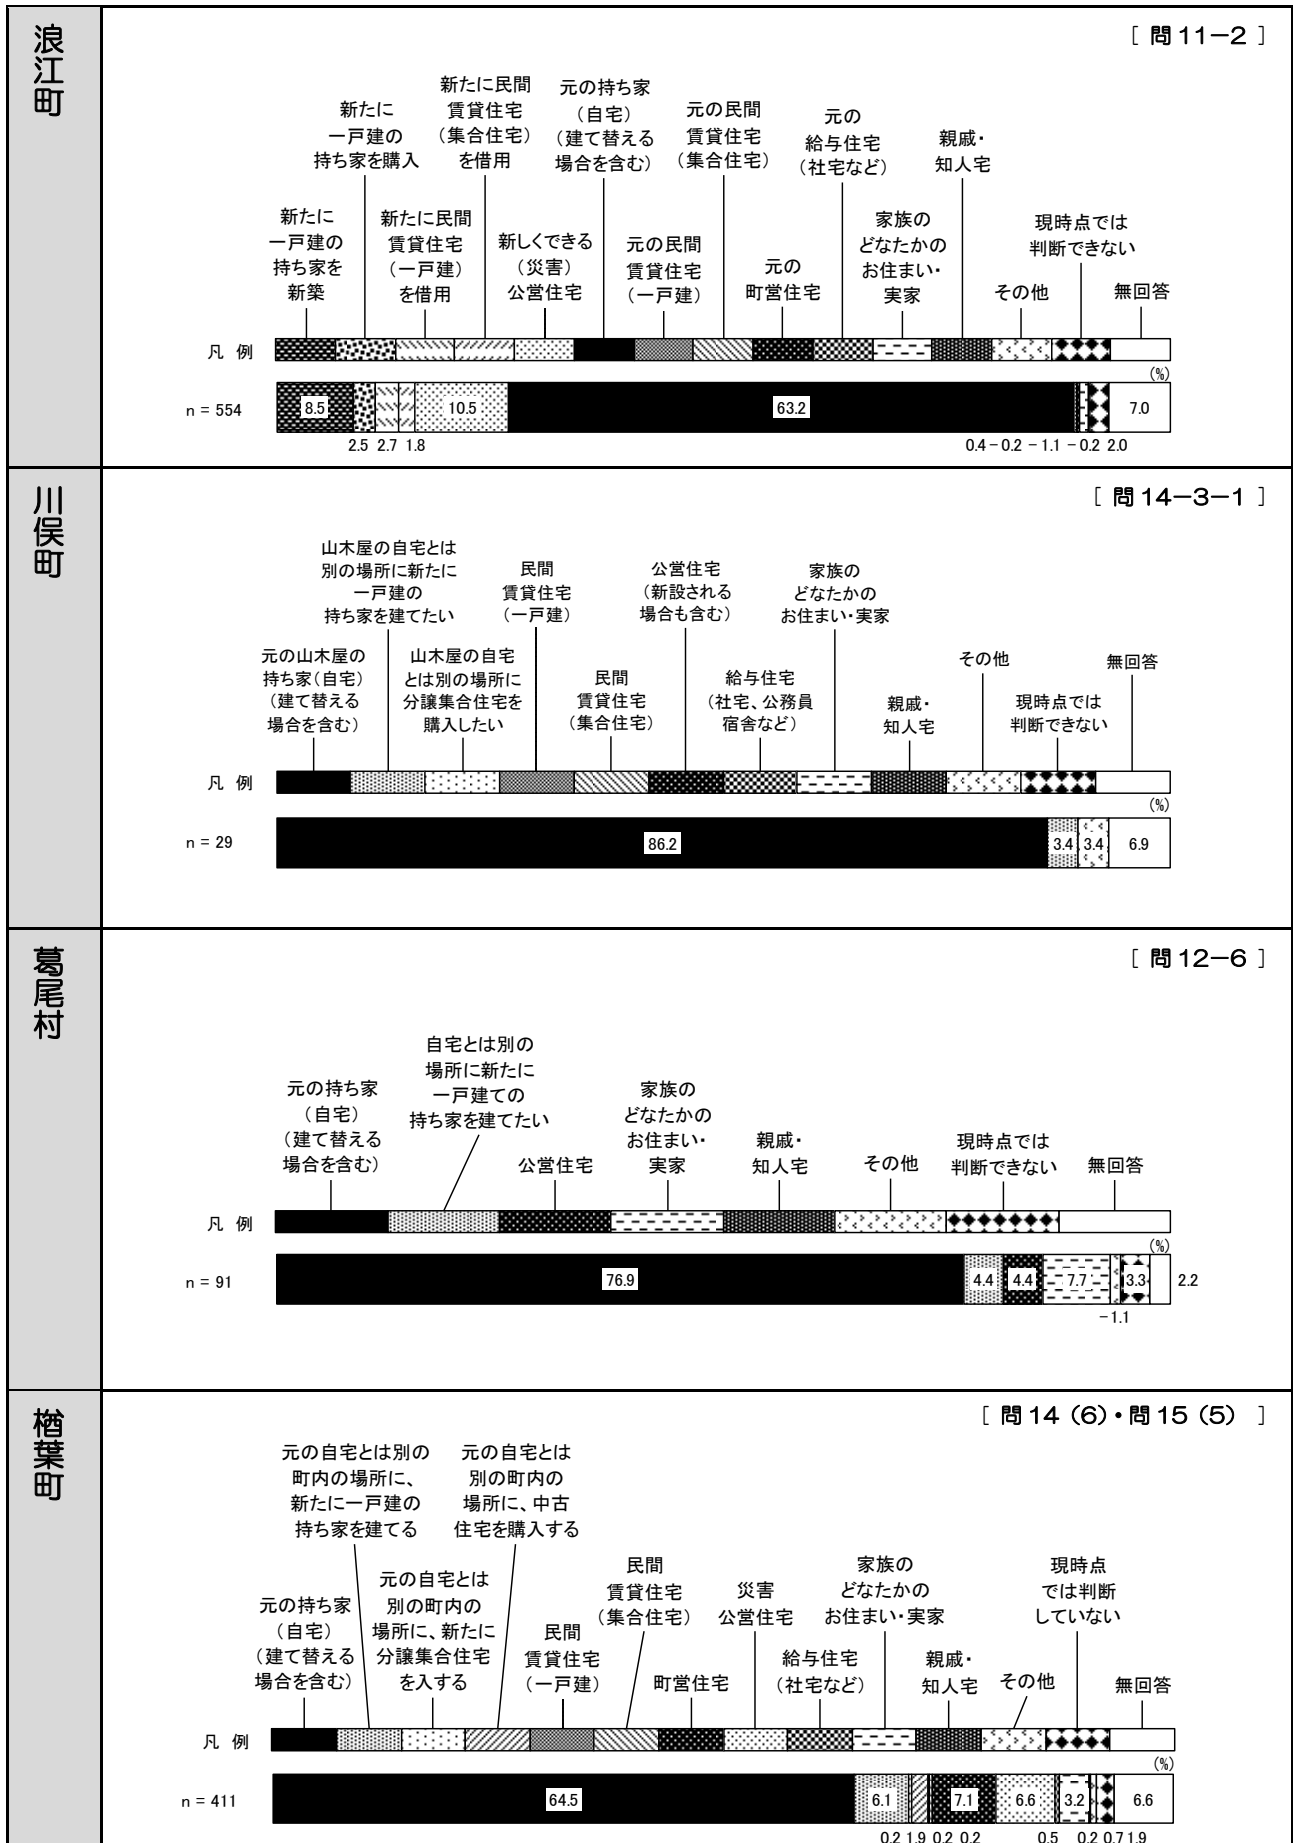 浪江町
[ 問11－2 ]
新たに
一戸建の
持ち家を
新築
新たに
一戸建の
持ち家を購入
新たに民間
賃貸住宅
(一戸建)
を借用
新たに民間
賃貸住宅
(集合住宅)
を借用
新しくできる
(災害)
公営住宅
元の持ち家
(自宅)
(建て替える
場合を含む)
元の民間
賃貸住宅
(一戸建)
元の民間
賃貸住宅
(集合住宅)
元の
町営住宅
元の
給与住宅
(社宅など)
家族の
どなたかの
お住まい・
実家
親戚・
知人宅
その他
現時点では
判断できない
無回答
凡 例
(%)
n = 554
8.5
10.5
63.2
7.0
2.5 2.7 1.8
0.4 －0.2 －1.1 －0.2 2.0
川俣町
[ 問14－3－1 ]
元の山木屋の
持ち家(自宅)
(建て替える
場合を含む)
山木屋の自宅とは
別の場所に新たに
一戸建の
持ち家を建てたい
山木屋の自宅
とは別の場所に
分譲集合住宅を
購入したい
民間
賃貸住宅
(一戸建)
民間
賃貸住宅
(集合住宅)
公営住宅
(新設される
場合も含む)
給与住宅
(社宅、公務員
宿舎など)
家族の
どなたかの
お住まい・実家
親戚・
知人宅
その他
現時点では
判断できない
無回答
凡 例
(%)
n = 29
86.2
3.4
3.4
6.9
葛尾村
[ 問12－6 ]
元の持ち家
(自宅)
(建て替える
場合を含む)
自宅とは別の
場所に新たに
一戸建ての
持ち家を建てたい
公営住宅
家族の
どなたかの
お住まい・
実家
親戚・
知人宅
その他
現時点では
判断できない
無回答
凡 例
(%)
n = 91
76.9
4.4
4.4
7.7
3.3
2.2
－1.1
楢葉町
[ 問14（6）・問15（5） ]
元の持ち家
(自宅)
(建て替える
場合を含む)
元の自宅とは別の
町内の場所に、
新たに一戸建の
持ち家を建てる
元の自宅とは
別の町内の
場所に、新たに
分譲集合住宅
を入する
元の自宅とは
別の町内の
場所に、中古
住宅を購入する
民間
賃貸住宅
(一戸建)
民間
賃貸住宅
(集合住宅)
町営住宅
災害
公営住宅
給与住宅
(社宅など)
家族の
どなたかの
お住まい・実家
親戚・
知人宅
その他
現時点
では判断
していない
無回答
凡 例
(%)
n = 411
64.5
6.1
7.1
6.6
3.2
6.6
0.2 1.9 0.2 0.2
0.5
0.2 0.7 1.9